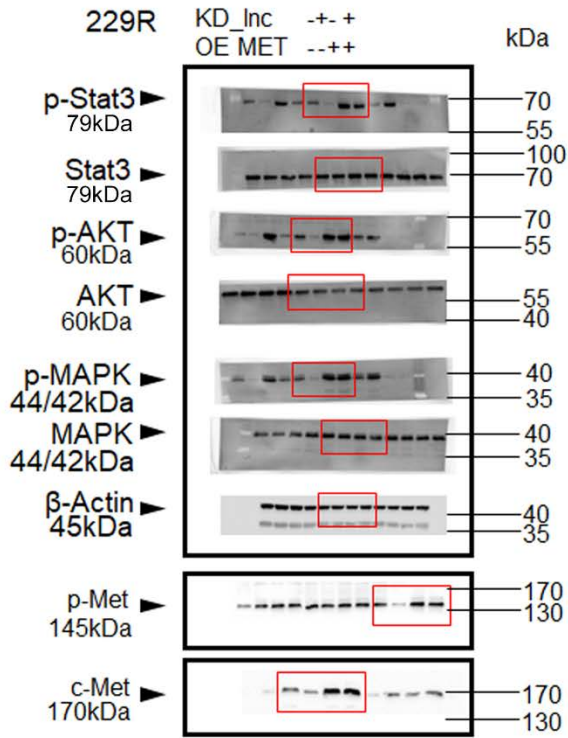 229R KD_lnc -+- +
OE MET --++ kDa
p-Stat3 70
79kDa 55
100
Stat3 70
79kDa
70
p-AKT 55
60kDa
AKT 55
60kDa 40
p-MAPK 40
44/42kDa 35
MAPK 40
44/42kDa 35
β-Actin 40
45kDa 35
p-Met 170
145kDa 130
c-Met 170
170kDa 130